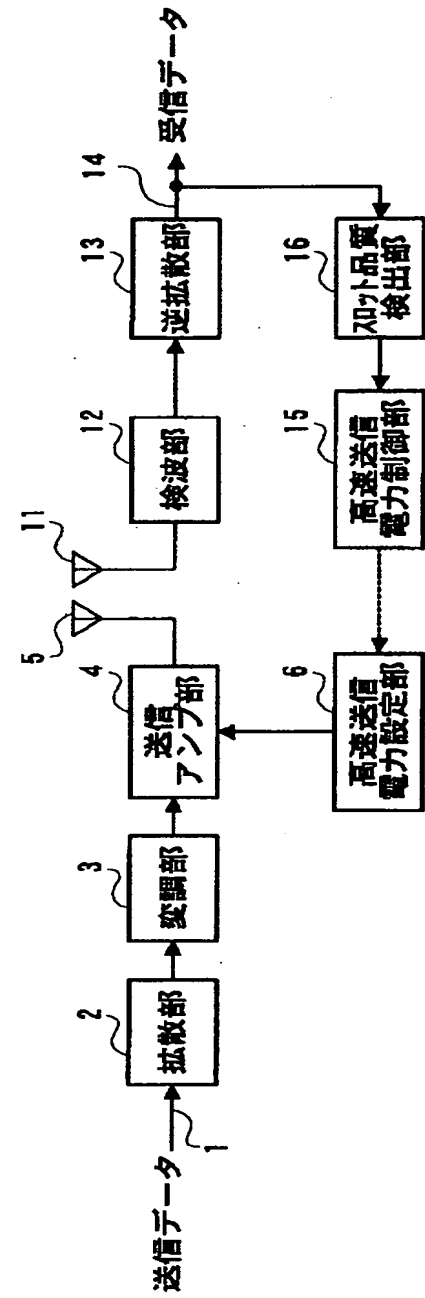 送信データ
1
2
拡散部
3
変調部
4
送信
アンプ部
5
11
12
検波部
13
逆拡散部
14
受信データ
6
高速送信
電力設定部
15
高速送信
電力制御部
16
スロット品質
検出部